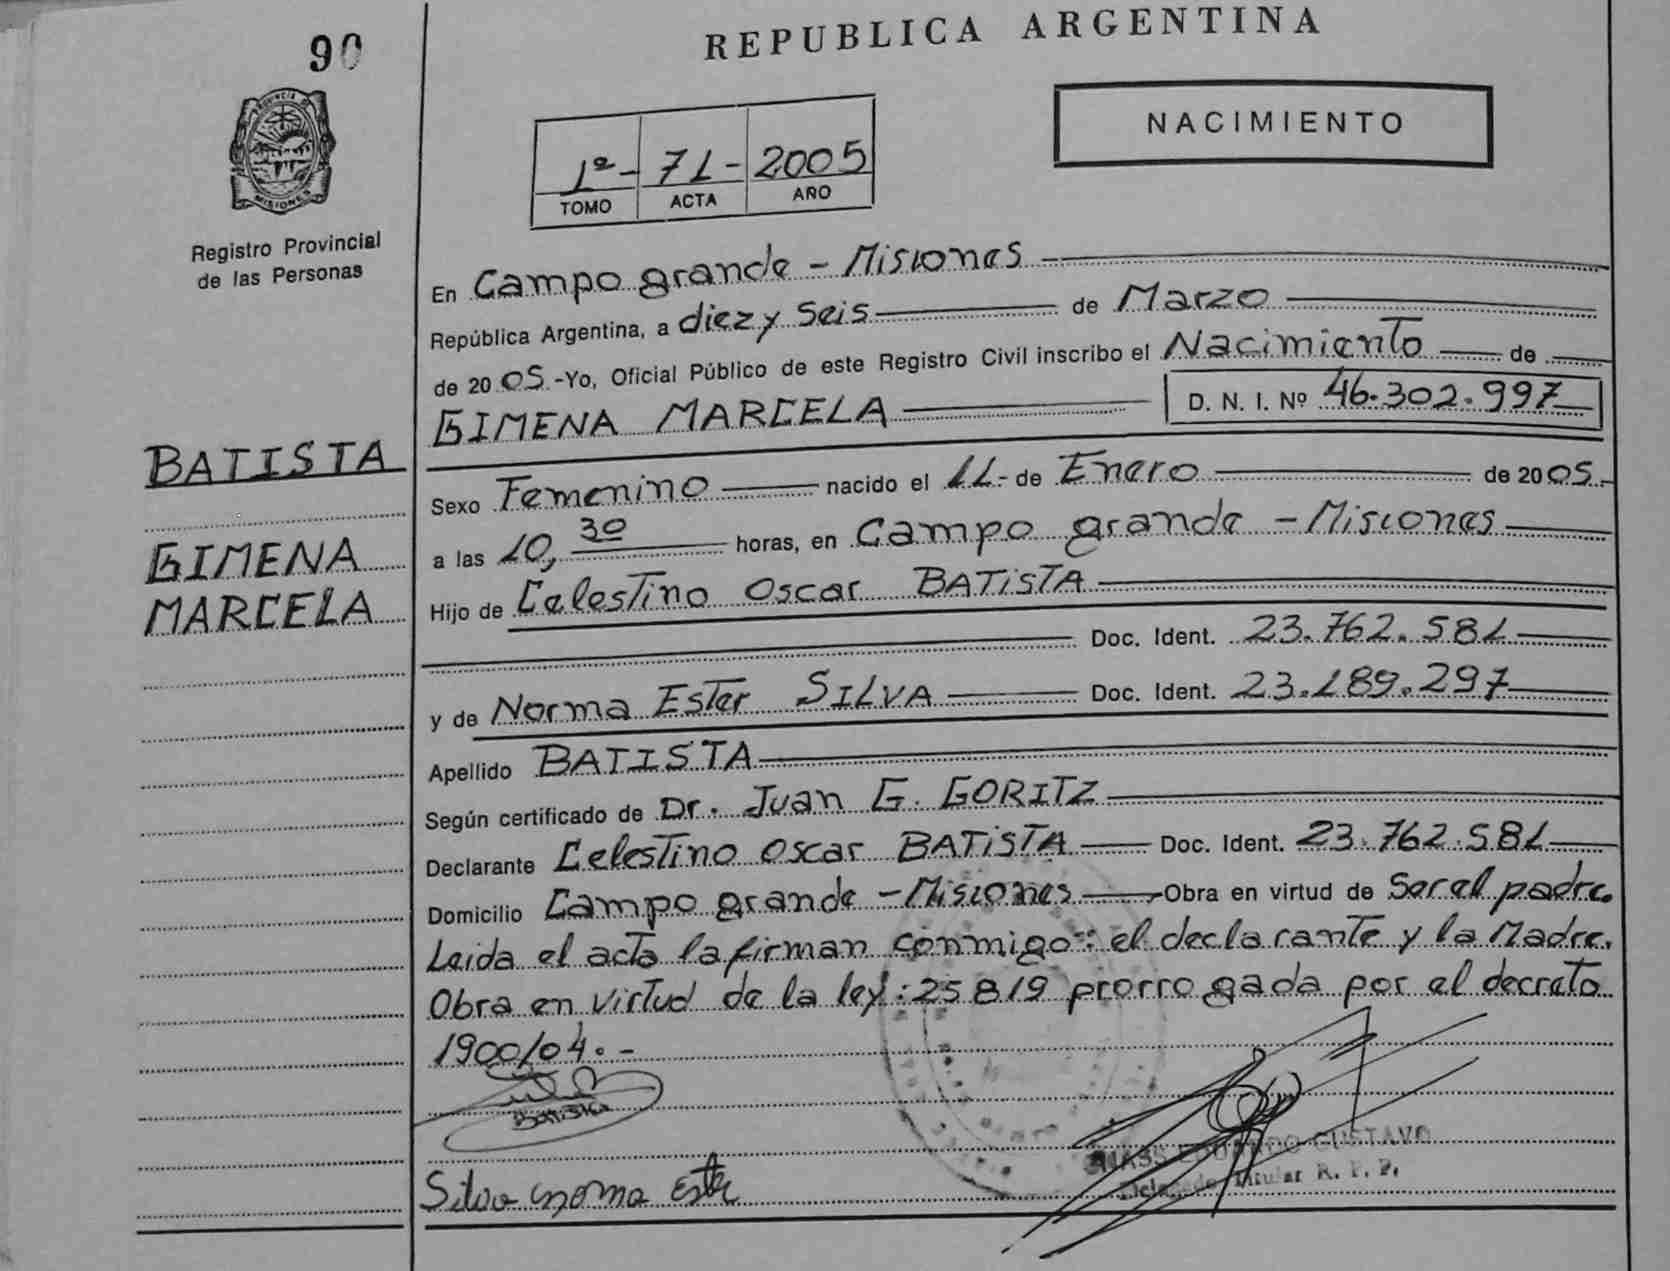 90
REPUBLICA ARGENTINA
NACIMIENTO
PROVINCIA DE
MISIONES
1º - 71 - 2005
TOMO ACTA AÑO
Registro Provincial
de las Personas
En Campo grande - Misiones
República Argentina, a diez y seis de Marzo
de 2005.-Yo, Oficial Público de este Registro Civil inscribo el Nacimiento de
GIMENA MARCELA D. N. I. Nº 46.302.997
BATISTA
GIMENA
MARCELA
Sexo Femenino nacido el 11- de Enero de 2005.-
a las 10,30 horas, en Campo grande - Misiones
Hijo de Celestino Oscar BATISTA
Doc. Ident. 23.762.581
y de Norma Ester SILVA Doc. Ident. 23.189.297
Apellido BATISTA
Según certificado de Dr. Juan G. GORITZ
Declarante Celestino Oscar BATISTA Doc. Ident. 23.762.581
Domicilio Campo grande - Misiones Obra en virtud de Ser el padre.
Leida el acta la firman conmigo: el declarante y la Madre.
Obra en virtud de la ley: 25819 prorrogada por el decreto
1900/04.-
Batista
Silva norma Ester
EDUARDO GUSTAVO
Delegado Titular R. P. P.